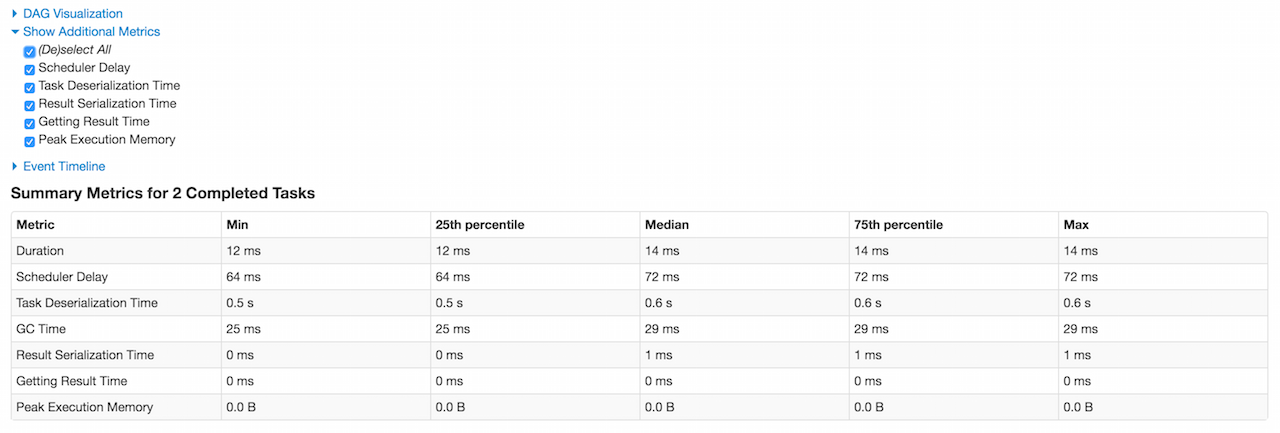 DAG Visualization
Show Additional Metrics
(De)select All
Scheduler Delay
Task Deserialization Time
Result Serialization Time
Getting Result Time
Peak Execution Memory
Event Timeline
Summary Metrics for 2 Completed Tasks
Metric Min 25th percentile Median 75th percentile Max
Duration 12 ms 12 ms 14 ms 14 ms 14 ms
Scheduler Delay 64 ms 64 ms 72 ms 72 ms 72 ms
Task Deserialization Time 0.5 s 0.5 s 0.6 s 0.6 s 0.6 s
GC Time 25 ms 25 ms 29 ms 29 ms 29 ms
Result Serialization Time 0 ms 0 ms 1 ms 1 ms 1 ms
Getting Result Time 0 ms 0 ms 0 ms 0 ms 0 ms
Peak Execution Memory 0.0 B 0.0 B 0.0 B 0.0 B 0.0 B